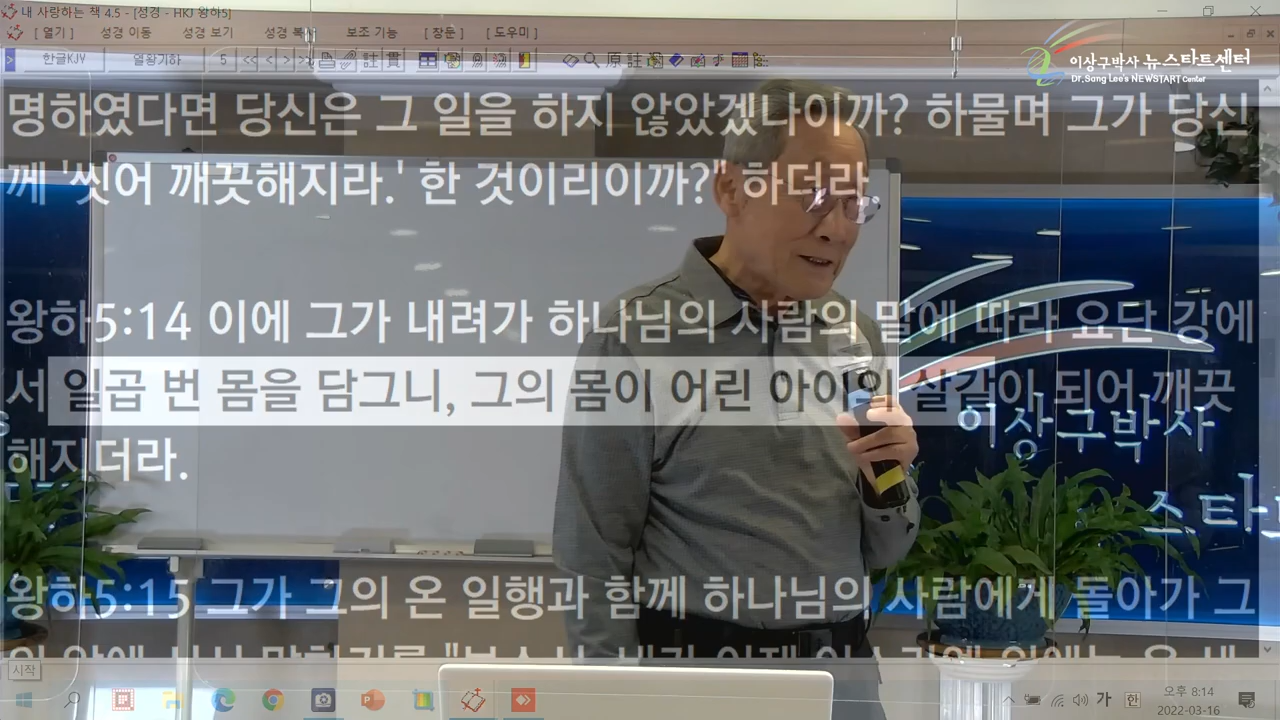 내 사랑하는 책 4.5 - [성경 - HKJ 왕하5]
[ 열기 ] 성경 이동 성경 보기 성경 복사 보조 기능 [ 장둔 ] [ 도우미 ]
한글KJV 열왕기하 5 << < > >>
이상구박사 뉴스타트센터
Dr.Sang Lee's NEWSTART Center
명하였다면 당신은 그 일을 하지 않았겠나이까? 하물며 그가 당신
께 '씻어 깨끗해지라.' 한 것이리이까?" 하더라.
왕하5:14 이에 그가 내려가 하나님의 사람의 말에 따라 요단 강에
서 일곱 번 몸을 담그니, 그의 몸이 어린 아이의 살갈이 되어 깨끗
해지더라.
이상구박사
스타
왕하5:15 그가 그의 온 일행과 함께 하나님의 사람에게 돌아가 그
시작
가 한
오후 8:14
2022-03-16